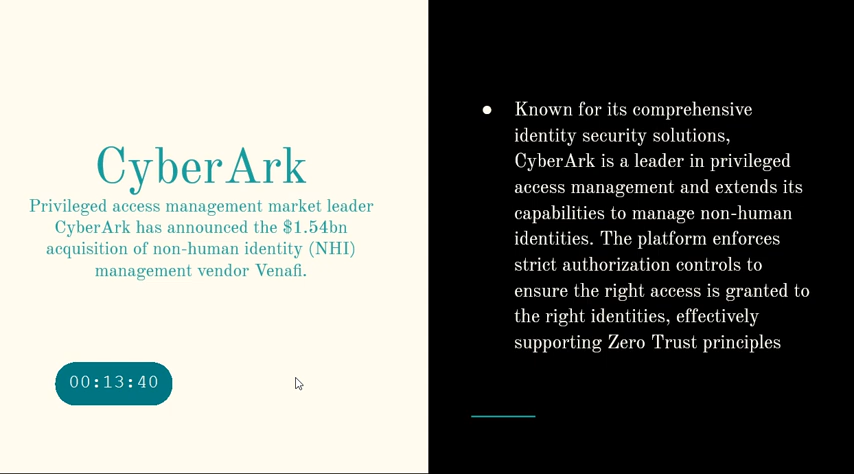 CyberArk
Privileged access management market leader
CyberArk has announced the $1.54bn
acquisition of non-human identity (NHI)
management vendor Venafi.
00:13:40
● Known for its comprehensive
identity security solutions,
CyberArk is a leader in privileged
access management and extends its
capabilities to manage non-human
identities. The platform enforces
strict authorization controls to
ensure the right access is granted to
the right identities, effectively
supporting Zero Trust principles